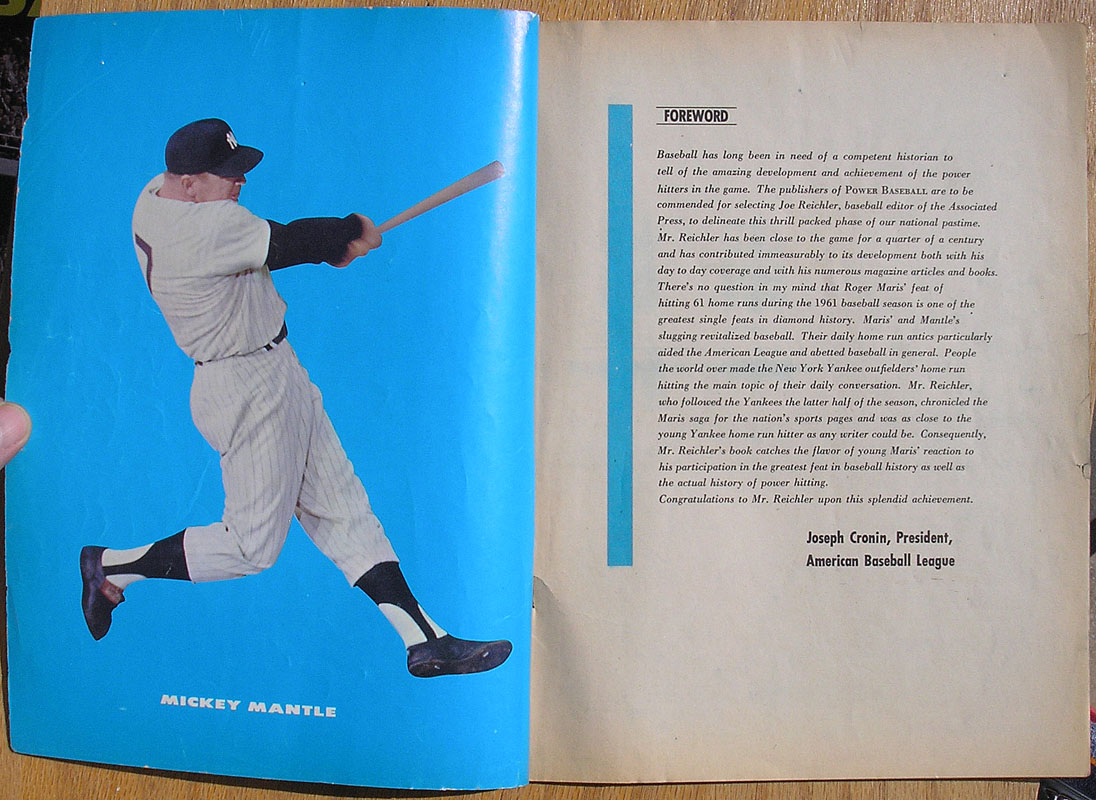 NY
7
MICKEY MANTLE
FOREWORD
Baseball has long been in need of a competent historian to
tell of the amazing development and achievement of the power
hitters in the game. The publishers of POWER BASEBALL are to be
commended for selecting Joe Reichler, baseball editor of the Associated
Press, to delineate this thrill packed phase of our national pastime.
Mr. Reichler has been close to the game for a quarter of a century
and has contributed immeasurably to its development both with his
day to day coverage and with his numerous magazine articles and books.
There's no question in my mind that Roger Maris' feat of
hitting 61 home runs during the 1961 baseball season is one of the
greatest single feats in diamond history. Maris' and Mantle's
slugging revitalized baseball. Their daily home run antics particularly
aided the American League and abetted baseball in general. People
the world over made the New York Yankee outfielders' home run
hitting the main topic of their daily conversation. Mr. Reichler,
who followed the Yankees the latter half of the season, chronicled the
Maris saga for the nation's sports pages and was as close to the
young Yankee home run hitter as any writer could be. Consequently,
Mr. Reichler's book catches the flavor of young Maris' reaction to
his participation in the greatest feat in baseball history as well as
the actual history of power hitting.
Congratulations to Mr. Reichler upon this splendid achievement.
Joseph Cronin, President,
American Baseball League